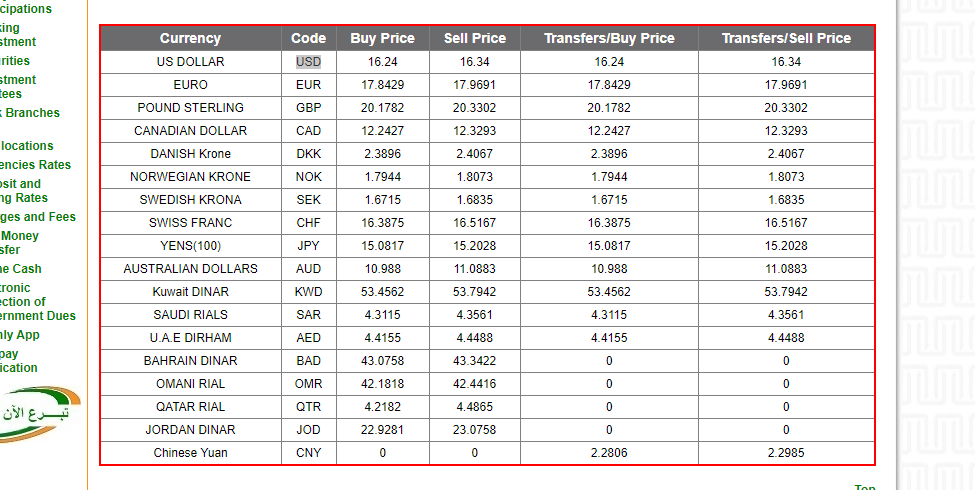 cipations
king
stment
rities
stment
tees
k Branches
locations
encies Rates
osit and
ng Rates
ges and Fees
Money
sfer
ne Cash
tronic
ection of
ernment Dues
nly App
pay
ication
تبرع الآن
Currency Code Buy Price Sell Price Transfers/Buy Price Transfers/Sell Price
US DOLLAR USD 16.24 16.34 16.24 16.34
EURO EUR 17.8429 17.9691 17.8429 17.9691
POUND STERLING GBP 20.1782 20.3302 20.1782 20.3302
CANADIAN DOLLAR CAD 12.2427 12.3293 12.2427 12.3293
DANISH Krone DKK 2.3896 2.4067 2.3896 2.4067
NORWEGIAN KRONE NOK 1.7944 1.8073 1.7944 1.8073
SWEDISH KRONA SEK 1.6715 1.6835 1.6715 1.6835
SWISS FRANC CHF 16.3875 16.5167 16.3875 16.5167
YENS(100) JPY 15.0817 15.2028 15.0817 15.2028
AUSTRALIAN DOLLARS AUD 10.988 11.0883 10.988 11.0883
Kuwait DINAR KWD 53.4562 53.7942 53.4562 53.7942
SAUDI RIALS SAR 4.3115 4.3561 4.3115 4.3561
U.A.E DIRHAM AED 4.4155 4.4488 4.4155 4.4488
BAHRAIN DINAR BAD 43.0758 43.3422 0 0
OMANI RIAL OMR 42.1818 42.4416 0 0
QATAR RIAL QTR 4.2182 4.4865 0 0
JORDAN DINAR JOD 22.9281 23.0758 0 0
Chinese Yuan CNY 0 0 2.2806 2.2985
Top